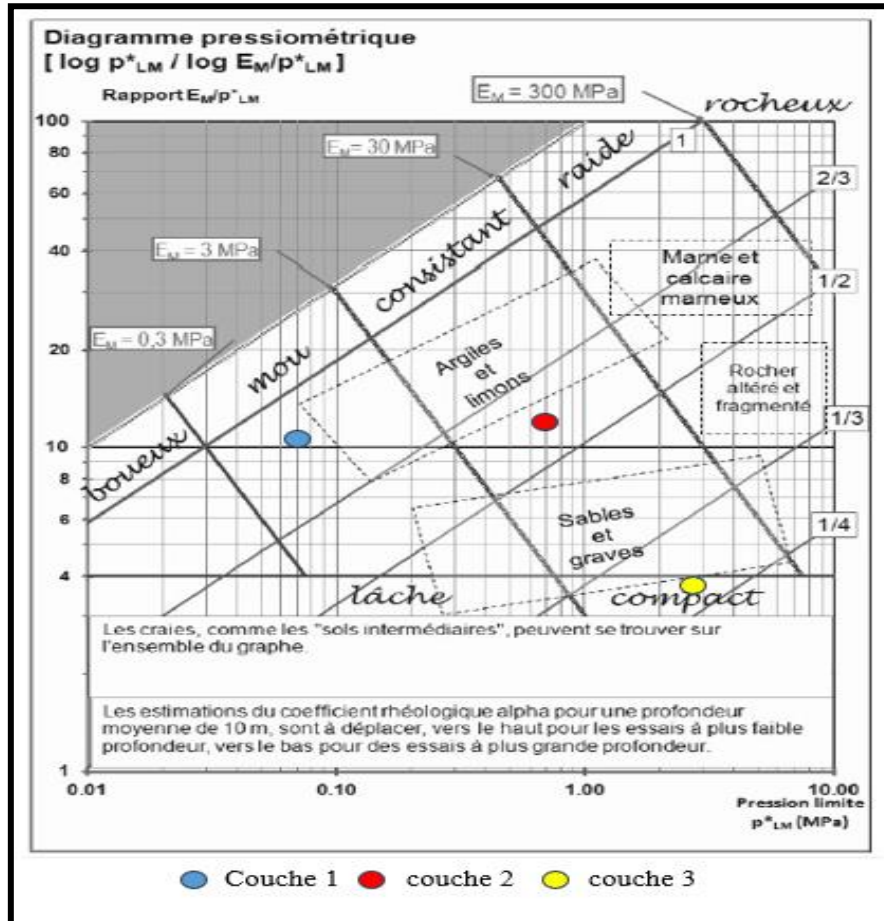 Diagramme pressiométrique
[ log p*LM / log EM/p*LM ]
Rapport EM/p*LM
EM = 300 MPa
rocheux
100
80
60
40
20
10
8
6
4
1
EM = 30 MPa
EM = 3 MPa
EM = 0,3 MPa
raide
consistant
mou
boueux
1
2/3
1/2
1/3
1/4
Marne et
calcaire
marneux
Argiles
et
limons
Rocher
altéré et
fragmenté
Sables
et
graves
lâche
compact
Les craies, comme les "sols intermédiaires", peuvent se trouver sur
l'ensemble du graphe.
Les estimations du coefficient rhéologique alpha pour une profondeur
moyenne de 10 m, sont à déplacer, vers le haut pour les essais à plus faible
profondeur, vers le bas pour des essais à plus grande profondeur.
0.01
0.10
1.00
10.00
Pression limite
p*LM (MPa)
Couche 1 couche 2 couche 3